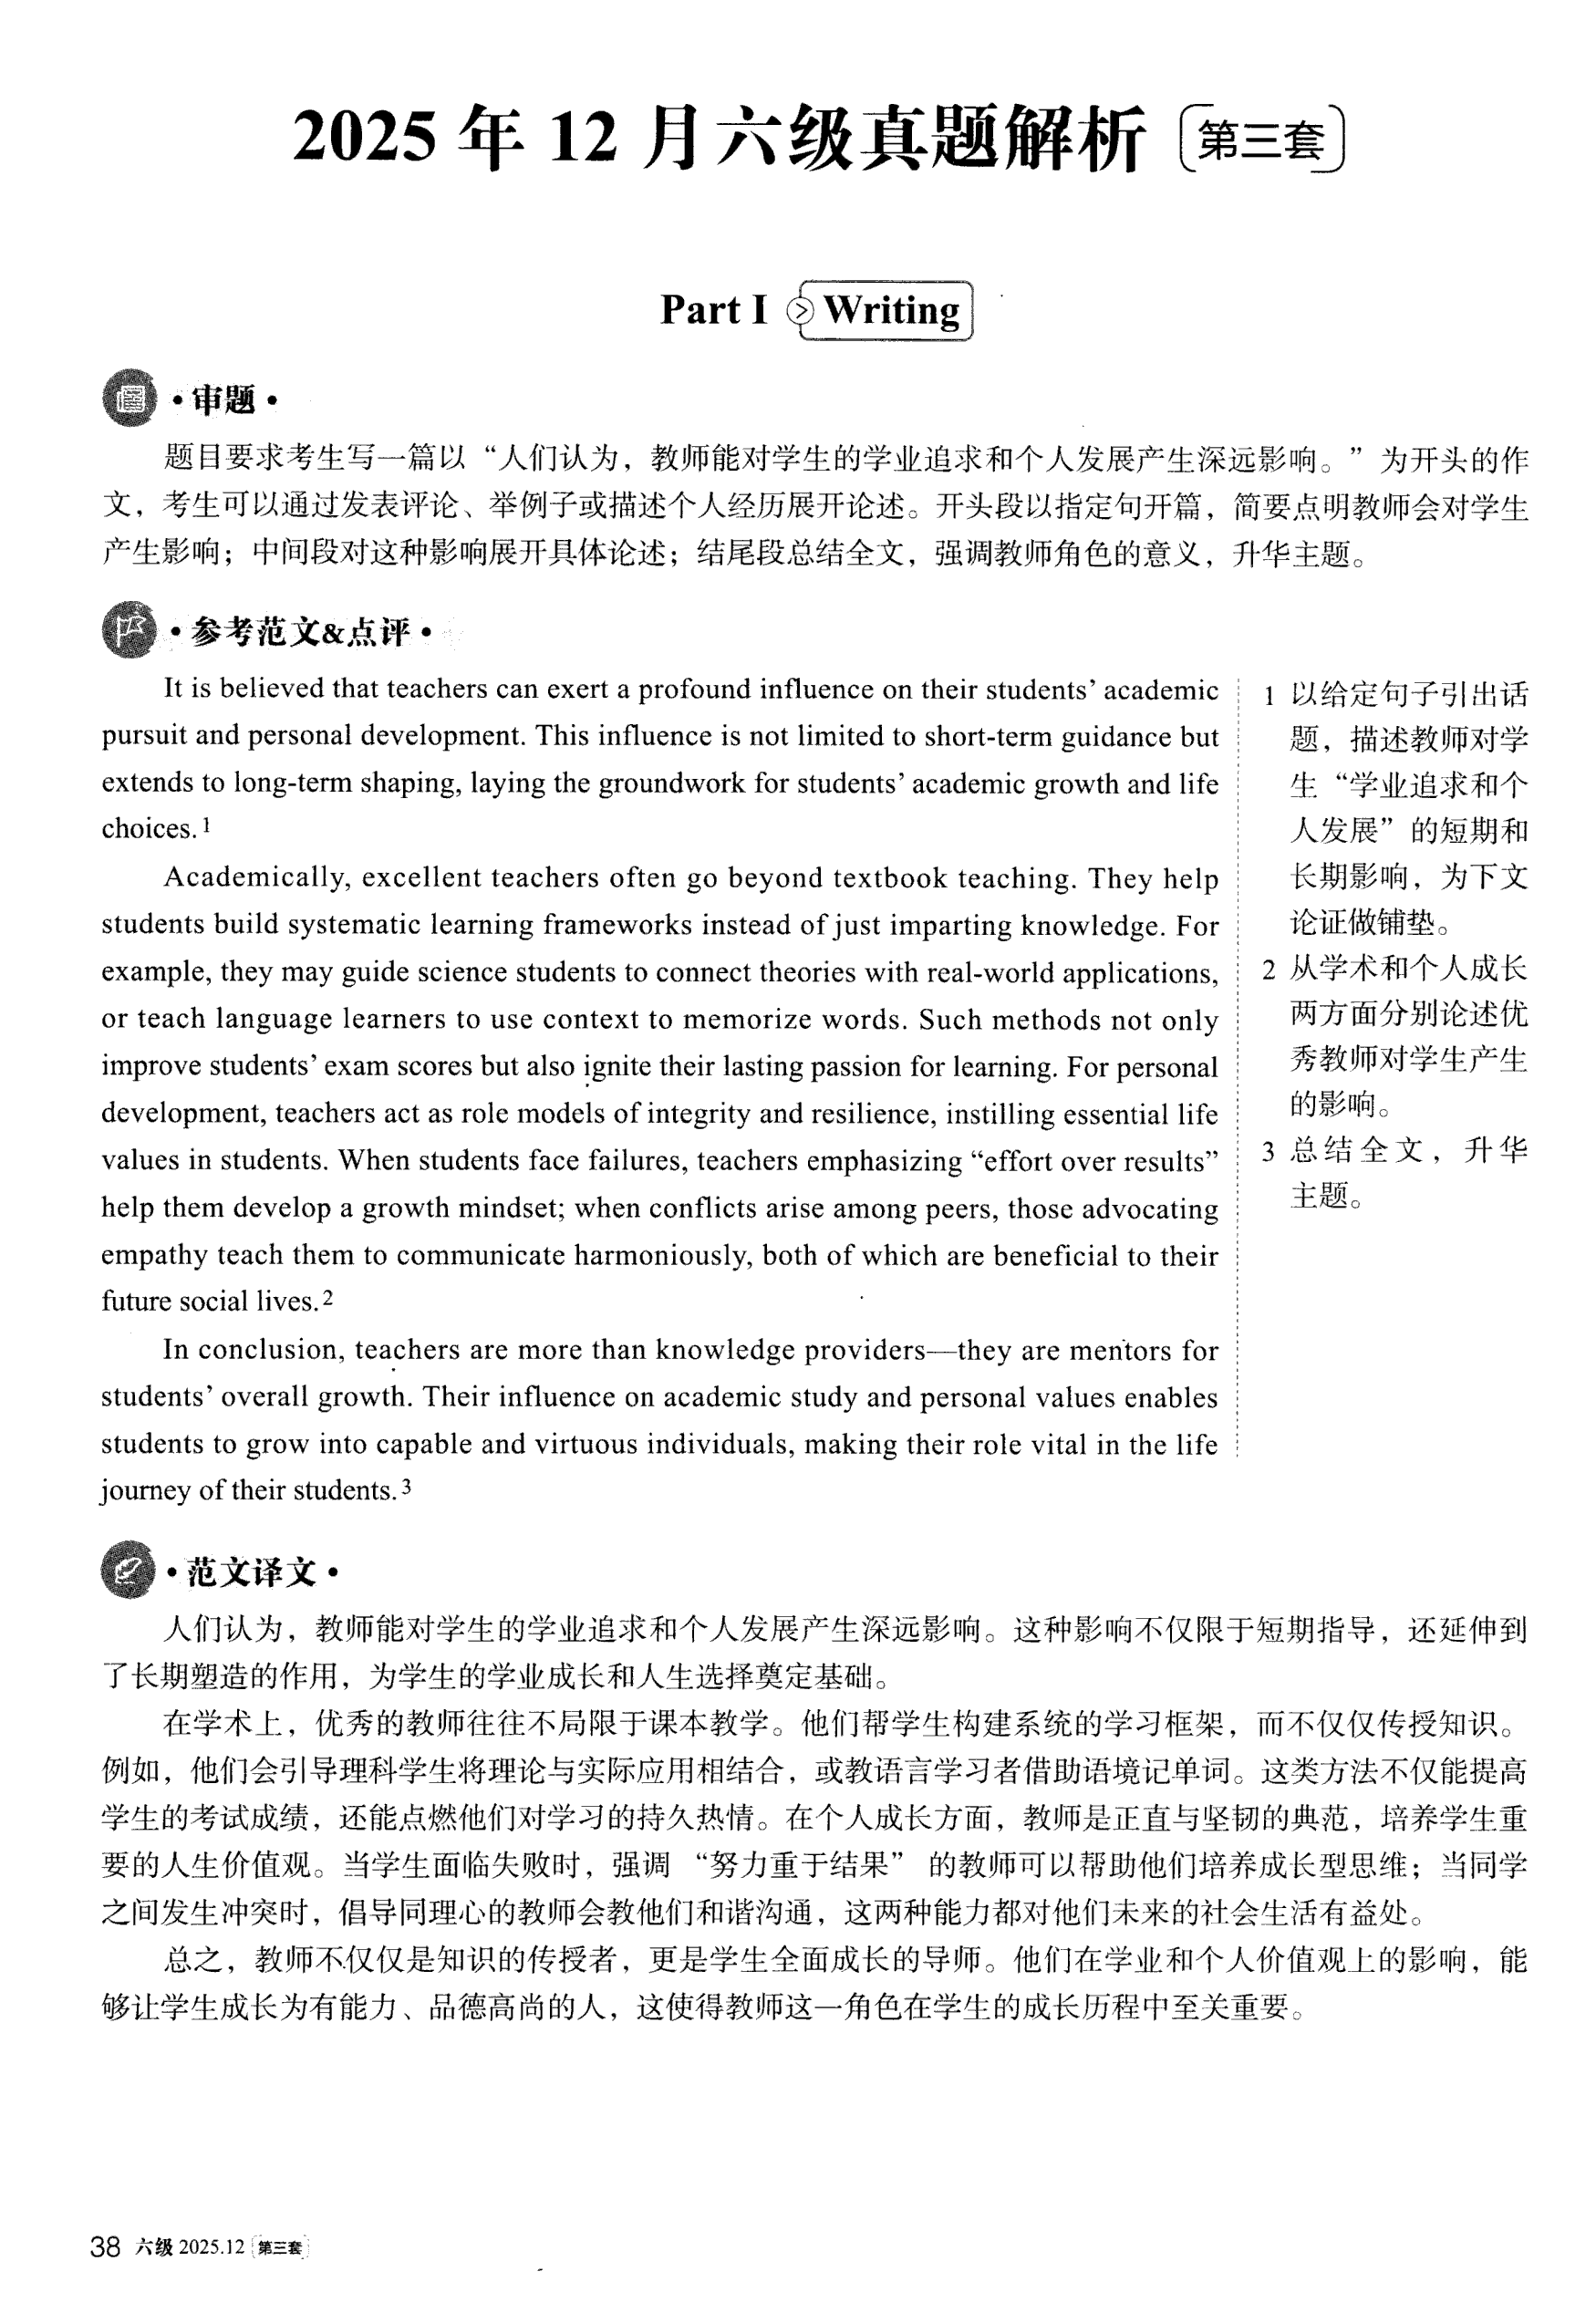 2025 年 12 月六级真题解析 第三套
Part I > Writing
·审题·
题目要求考生写一篇以“人们认为，教师能对学生的学业追求和个人发展产生深远影响。”为开头的作
文，考生可以通过发表评论、举例子或描述个人经历展开论述。开头段以指定句开篇，简要点明教师会对学生
产生影响；中间段对这种影响展开具体论述；结尾段总结全文，强调教师角色的意义，升华主题。
·参考范文&点评·
It is believed that teachers can exert a profound influence on their students’ academic
pursuit and personal development. This influence is not limited to short-term guidance but
extends to long-term shaping, laying the groundwork for students’ academic growth and life
choices.1
Academically, excellent teachers often go beyond textbook teaching. They help
students build systematic learning frameworks instead of just imparting knowledge. For
example, they may guide science students to connect theories with real-world applications,
or teach language learners to use context to memorize words. Such methods not only
improve students’ exam scores but also ignite their lasting passion for learning. For personal
development, teachers act as role models of integrity and resilience, instilling essential life
values in students. When students face failures, teachers emphasizing “effort over results”
help them develop a growth mindset; when conflicts arise among peers, those advocating
empathy teach them to communicate harmoniously, both of which are beneficial to their
future social lives.2
In conclusion, teachers are more than knowledge providers—they are mentors for
students’ overall growth. Their influence on academic study and personal values enables
students to grow into capable and virtuous individuals, making their role vital in the life
journey of their students.3
1 以给定句子引出话
题，描述教师对学
生“学业追求和个
人发展”的短期和
长期影响，为下文
论证做铺垫。
2 从学术和个人成长
两方面分别论述优
秀教师对学生产生
的影响。
3 总结全文，升华
主题。
·范文译文·
人们认为，教师能对学生的学业追求和个人发展产生深远影响。这种影响不仅限于短期指导，还延伸到
了长期塑造的作用，为学生的学业成长和人生选择奠定基础。
在学术上，优秀的教师往往不局限于课本教学。他们帮学生构建系统的学习框架，而不仅仅传授知识。
例如，他们会引导理科学生将理论与实际应用相结合，或教语言学习者借助语境记单词。这类方法不仅能提高
学生的考试成绩，还能点燃他们对学习的持久热情。在个人成长方面，教师是正直与坚韧的典范，培养学生重
要的人生价值观。当学生面临失败时，强调“努力重于结果”的教师可以帮助他们培养成长型思维；当同学
之间发生冲突时，倡导同理心的教师会教他们和谐沟通，这两种能力都对他们未来的社会生活有益处。
总之，教师不仅仅是知识的传授者，更是学生全面成长的导师。他们在学业和个人价值观上的影响，能
够让学生成长为有能力、品德高尚的人，这使得教师这一角色在学生的成长历程中至关重要。
38 六级 2025.12 第三套